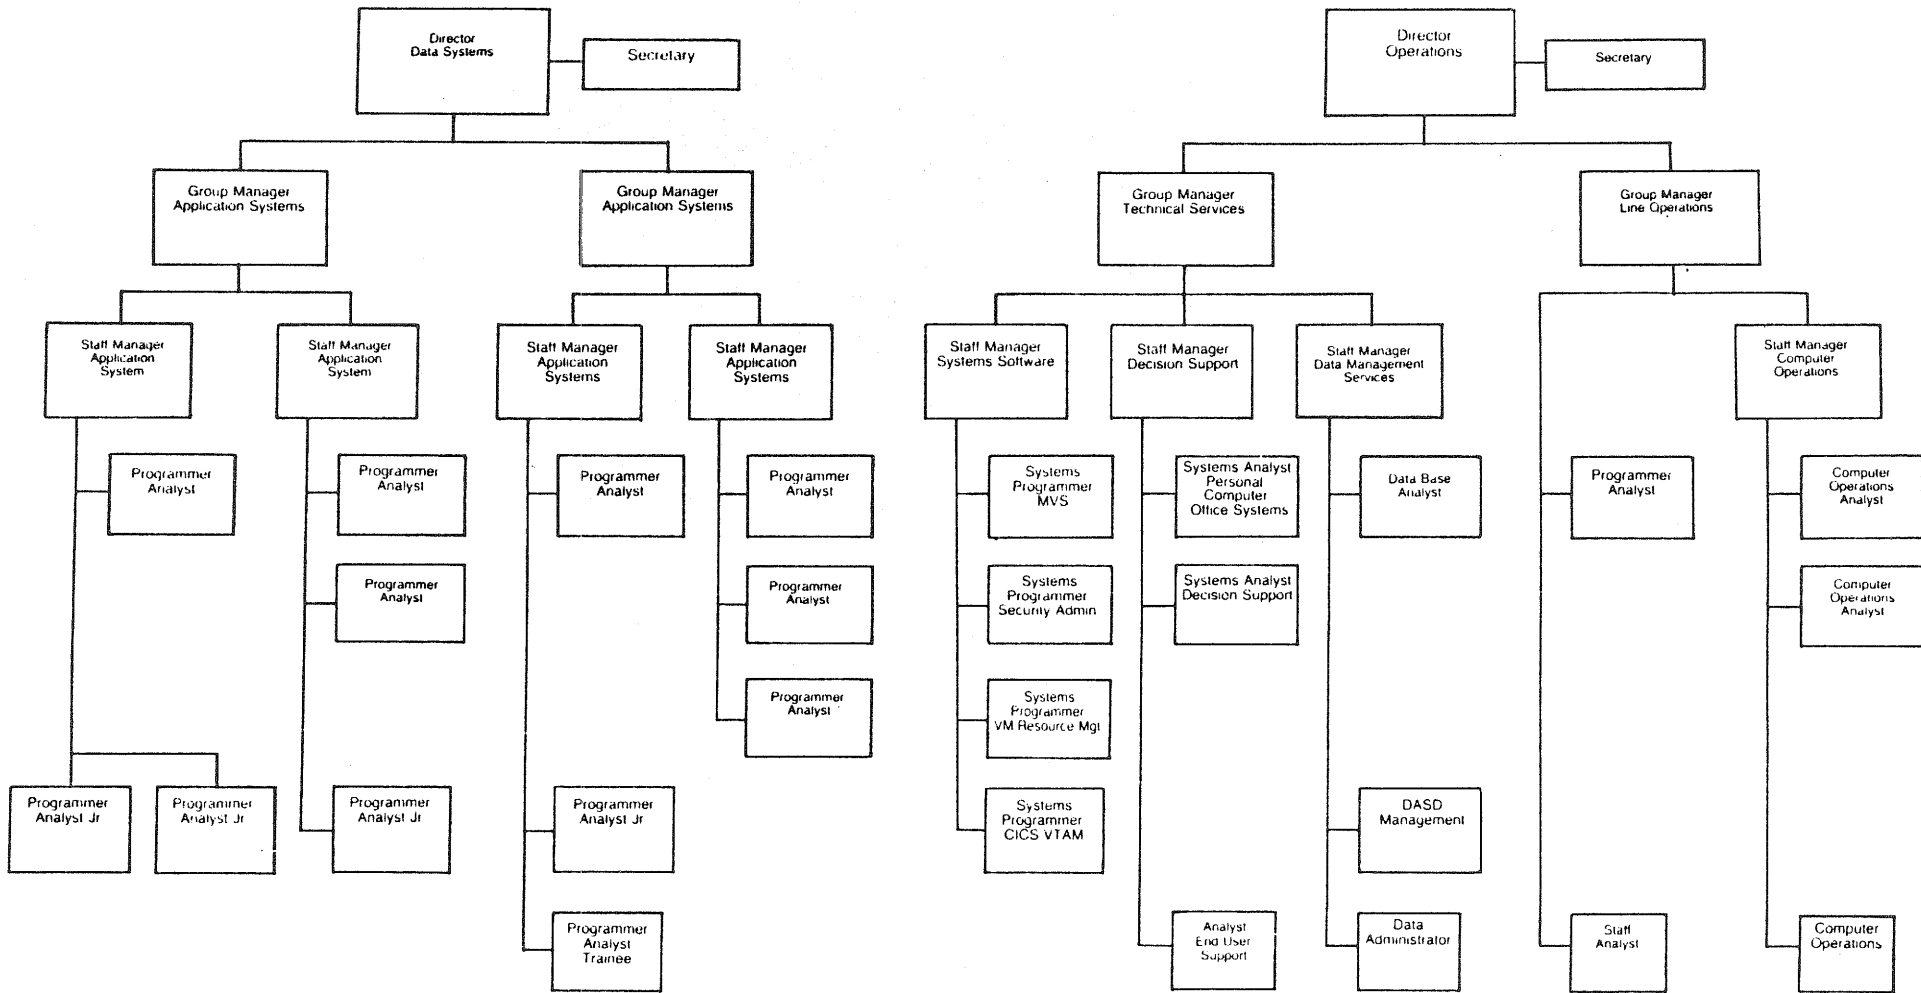 Director
Data Systems
Secretary
Director
Operations
Secretary
Group Manager
Application Systems
Group Manager
Application Systems
Group Manager
Technical Services
Group Manager
Line Operations
Staff Manager
Application
System
Staff Manager
Application
System
Staff Manager
Application
Systems
Staff Manager
Application
Systems
Staff Manager
Systems Software
Staff Manager
Decision Support
Staff Manager
Data Management
Services
Staff Manager
Computer
Operations
Programmer
Analyst
Programmer
Analyst
Programmer
Analyst
Programmer
Analyst
Systems
Programmer
MVS
Systems Analyst
Personal
Computer
Office Systems
Data Base
Analyst
Programmer
Analyst
Computer
Operations
Analyst
Programmer
Analyst
Programmer
Analyst
Systems
Programmer
Security Admin
Systems Analyst
Decision Support
Computer
Operations
Analyst
Programmer
Analyst
Systems
Programmer
VM Resource Mgt
Programmer
Analyst Jr
Programmer
Analyst Jr
Programmer
Analyst Jr
Programmer
Analyst Jr
Systems
Programmer
CICS VTAM
DASD
Management
Programmer
Analyst
Trainee
Analyst
End User
Support
Data
Administrator
Staff
Analyst
Computer
Operations